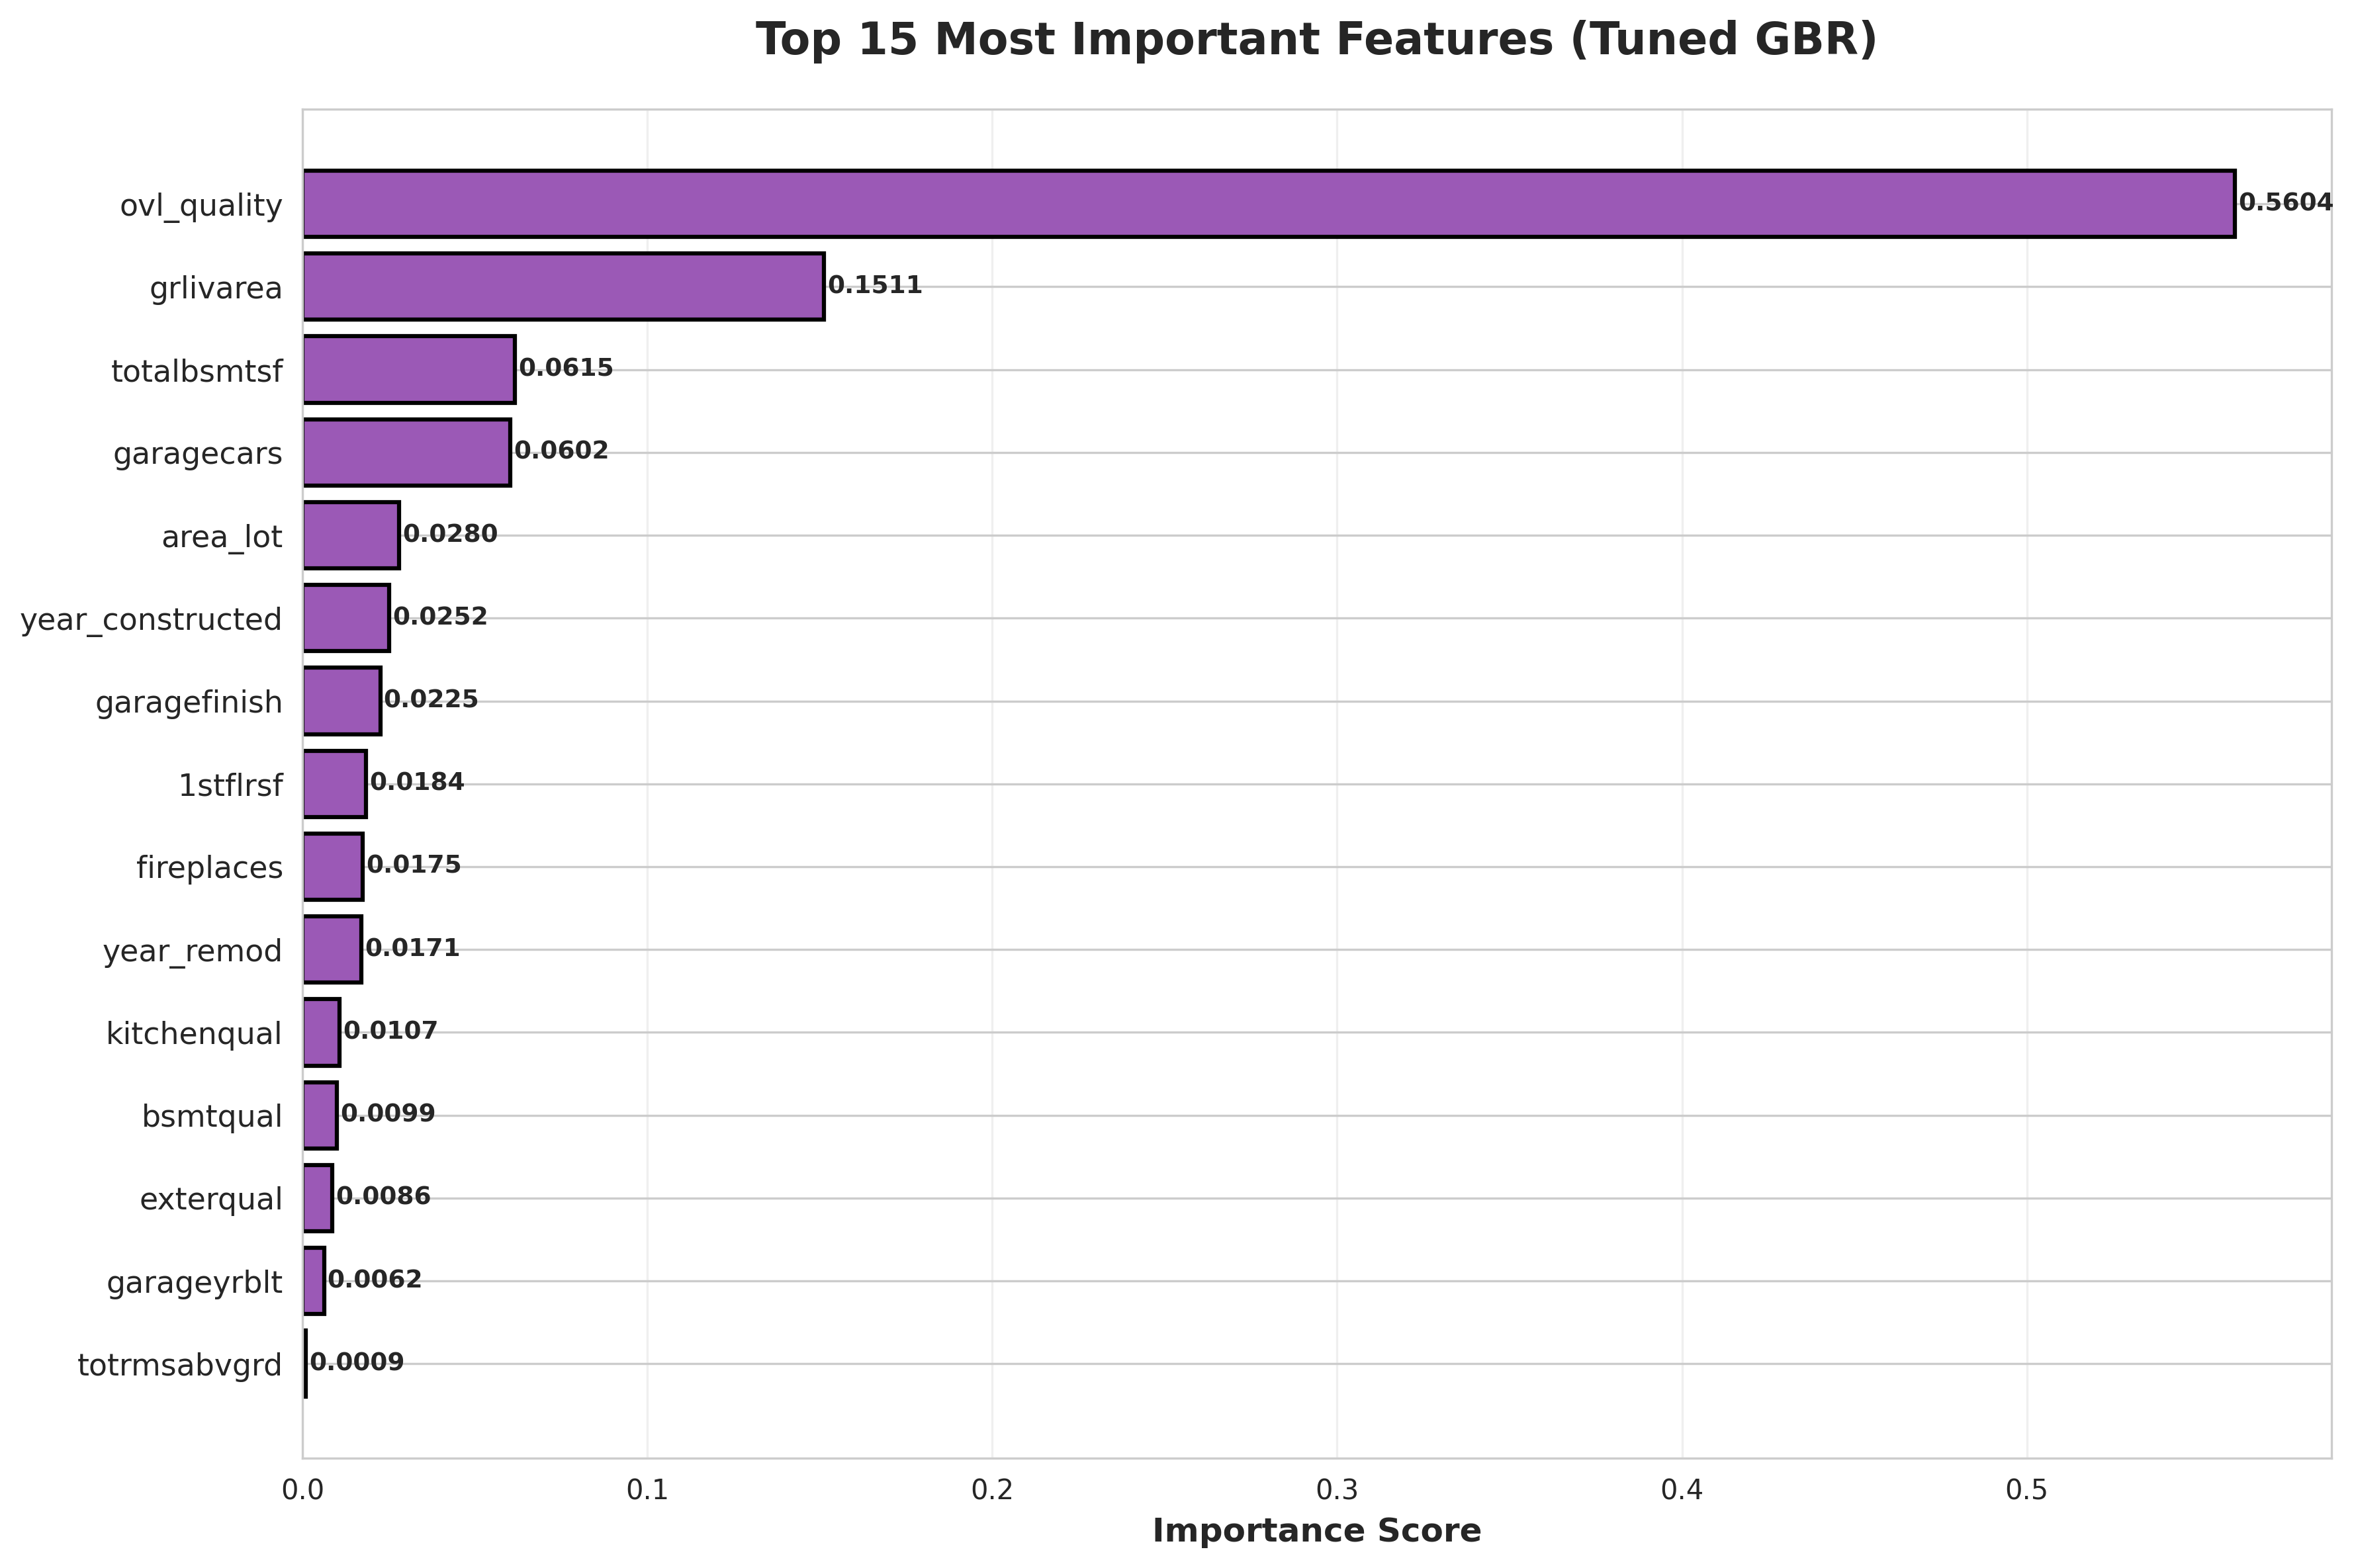 Top 15 Most Important Features (Tuned GBR)
ovl_quality 0.5604
grlivarea 0.1511
totalbsmtsf 0.0615
garagecars 0.0602
area_lot 0.0280
year_constructed 0.0252
garagefinish 0.0225
1stflrsf 0.0184
fireplaces 0.0175
year_remod 0.0171
kitchenqual 0.0107
bsmtqual 0.0099
exterqual 0.0086
garageyrblt 0.0062
totrmsabvgrd 0.0009
0.0 0.1 0.2 0.3 0.4 0.5
Importance Score